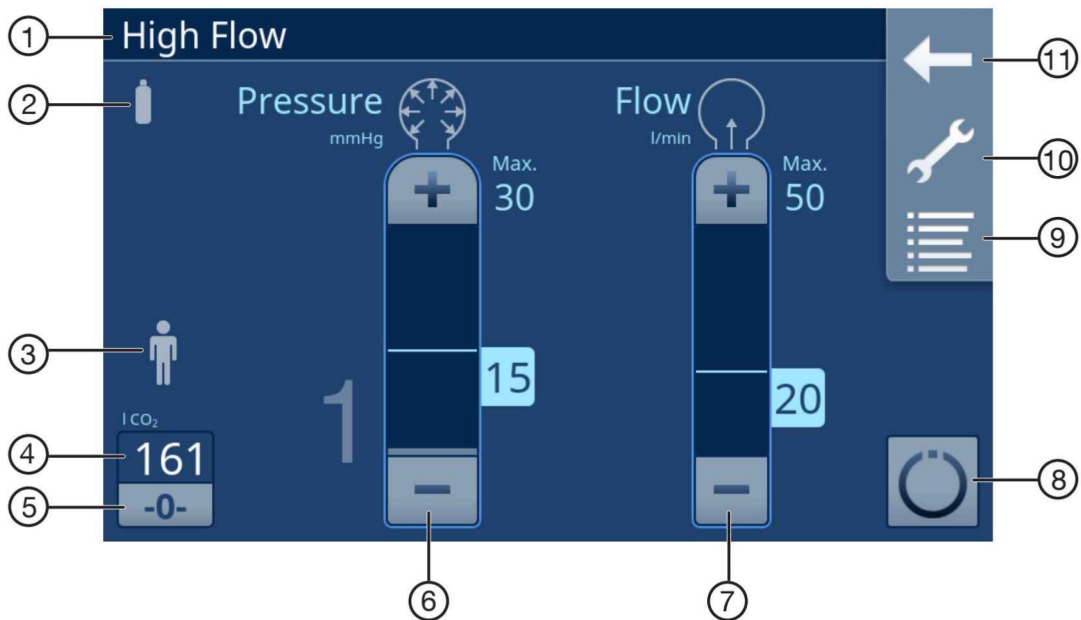 1 High Flow
2
Pressure
mmHg
Flow
l/min
11
Max.
30
Max.
50
10
9
3
15
1
20
l CO₂
4 161
5 -0-
8
6
7